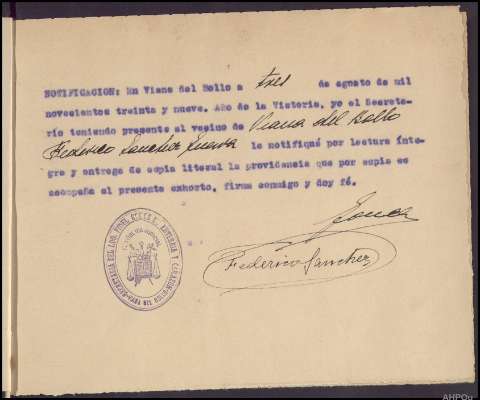 NOTIFICACION: En Viana del Bollo a tres de agosto de mil
novecientos treinta y nueve. Año de la Victoria, yo el Secreta-
rio teniendo presente al vecino de Viana del Bollo
Federico Sanchez le notifiqué por lectura ínte-
gra y entrega de copia literal la providencia que por copia se
acompaña al presente exhorto, firma conmigo y doy fé.
Federico Sanchez
AHPOu